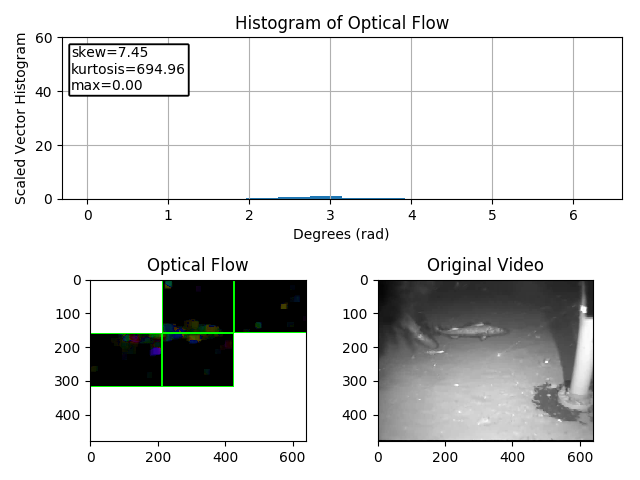 Histogram of Optical Flow
Scaled Vector Histogram
60
40
20
0
skew=7.45
kurtosis=694.96
max=0.00
0 1 2 3 4 5 6
Degrees (rad)
Optical Flow
0
100
200
300
400
0 200 400 600
Original Video
0
100
200
300
400
0 200 400 600